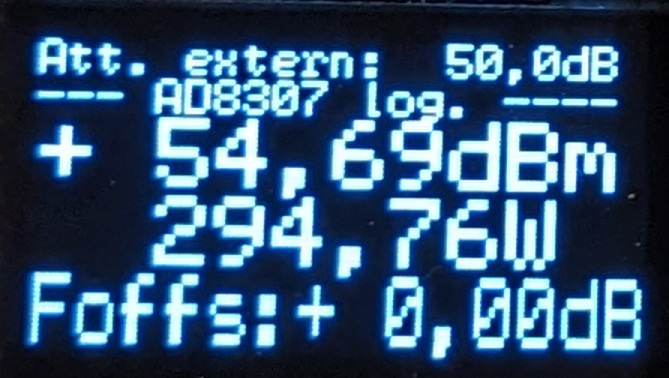 Att. extern: 50,0dB
--- AD8307 log. ----
+ 54,69dBm
294,76W
Foffs:+ 0,00dB